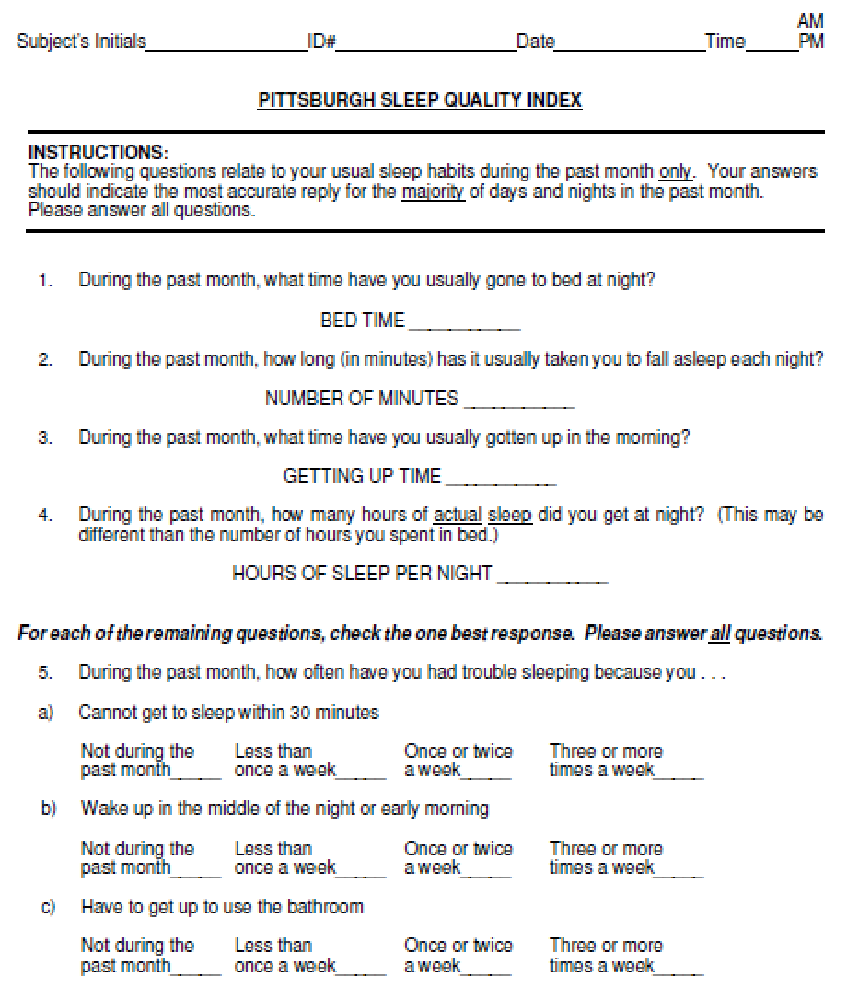 AM
Subject's Initials_____________ID#_______________Date_____________Time_____PM
PITTSBURGH SLEEP QUALITY INDEX
INSTRUCTIONS:
The following questions relate to your usual sleep habits during the past month only. Your answers
should indicate the most accurate reply for the majority of days and nights in the past month.
Please answer all questions.
1. During the past month, what time have you usually gone to bed at night?
BED TIME ___________
2. During the past month, how long (in minutes) has it usually taken you to fall asleep each night?
NUMBER OF MINUTES ___________
3. During the past month, what time have you usually gotten up in the morning?
GETTING UP TIME ___________
4. During the past month, how many hours of actual sleep did you get at night? (This may be
different than the number of hours you spent in bed.)
HOURS OF SLEEP PER NIGHT ___________
For each of the remaining questions, check the one best response. Please answer all questions.
5. During the past month, how often have you had trouble sleeping because you . . .
a) Cannot get to sleep within 30 minutes
Not during the Less than Once or twice Three or more
past month_____ once a week_____ a week_____ times a week_____
b) Wake up in the middle of the night or early morning
Not during the Less than Once or twice Three or more
past month_____ once a week_____ a week_____ times a week_____
c) Have to get up to use the bathroom
Not during the Less than Once or twice Three or more
past month_____ once a week_____ a week_____ times a week_____